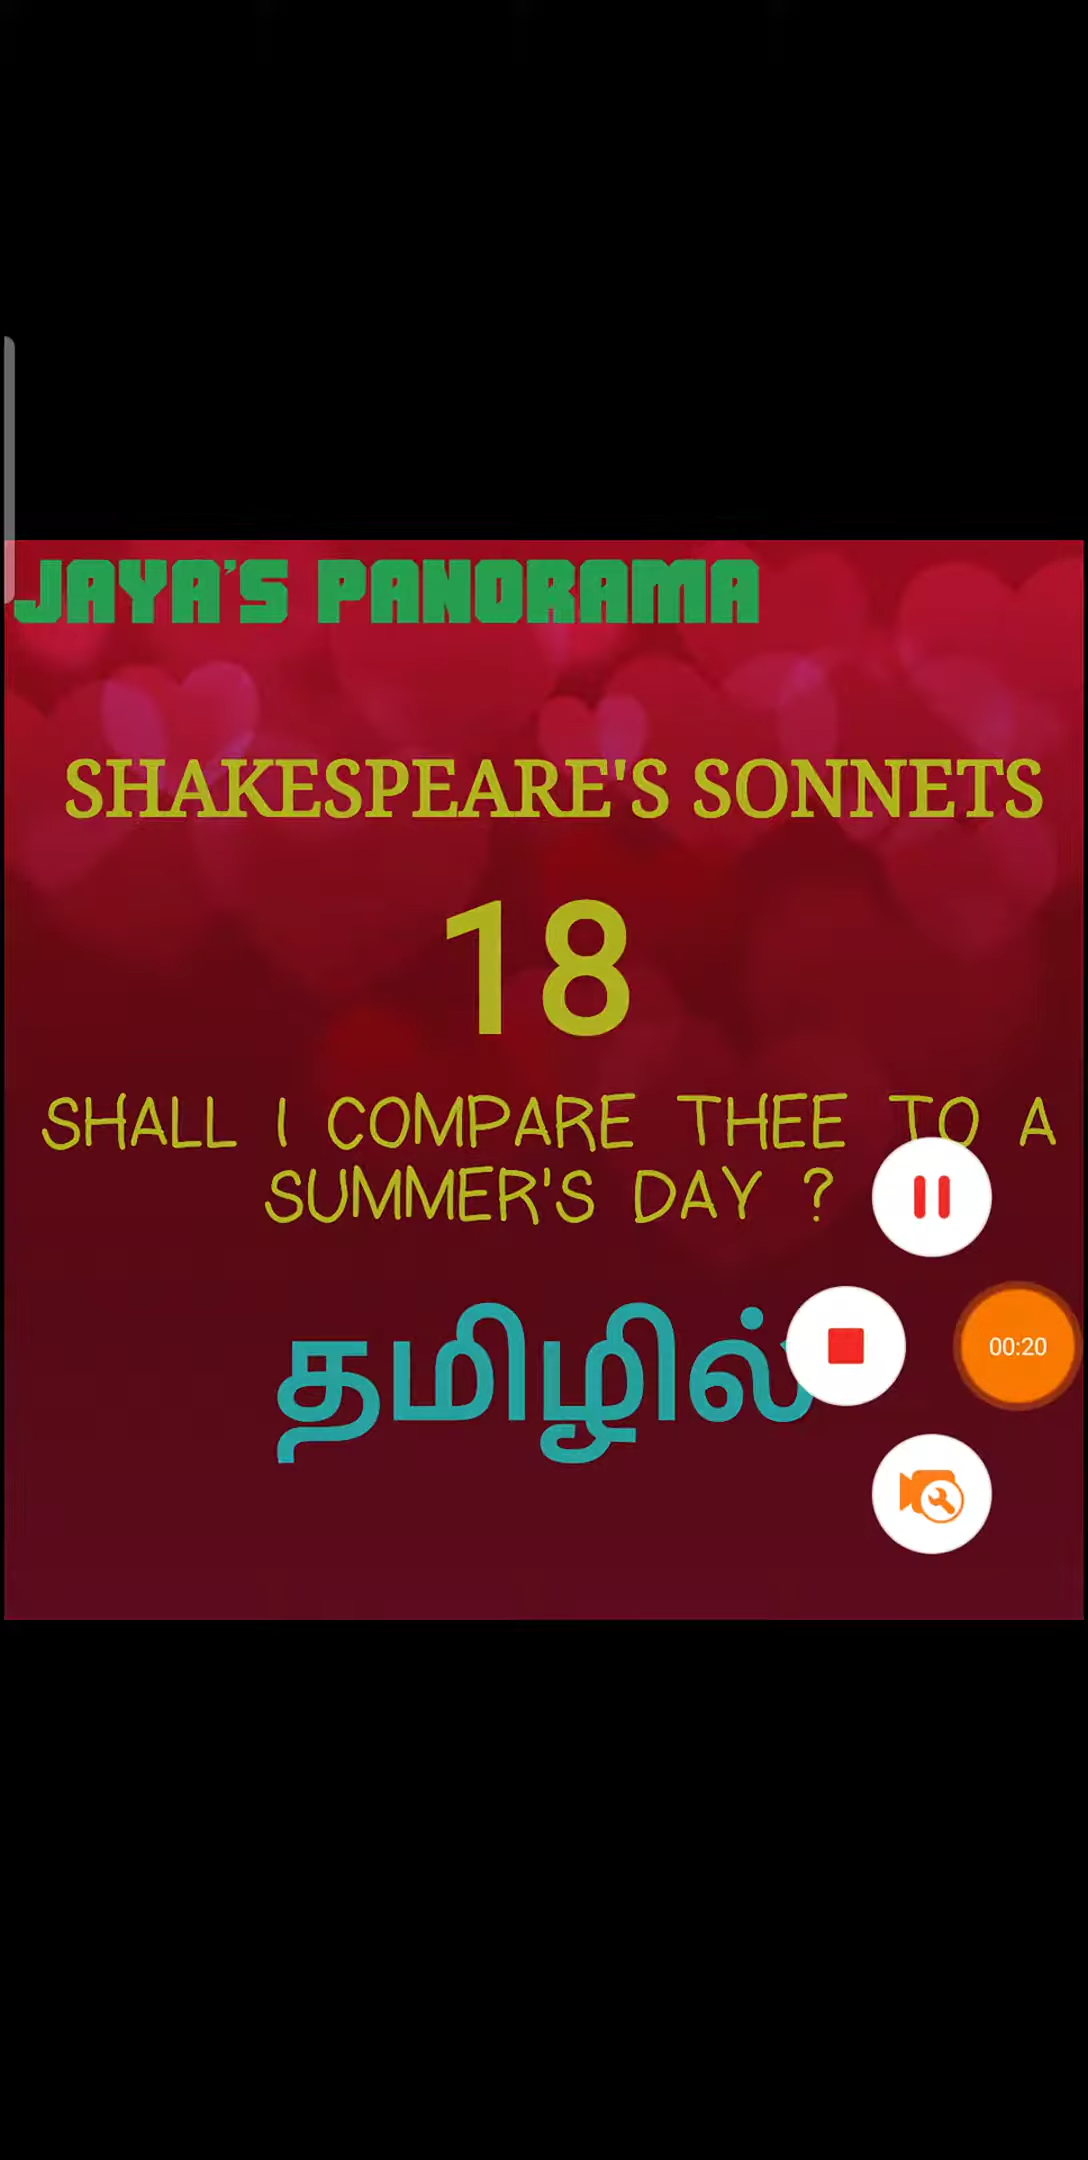 JAYA'S PANORAMA
SHAKESPEARE'S SONNETS
18
SHALL I COMPARE THEE TO A
SUMMER'S DAY ?
தமிழில்
00:20